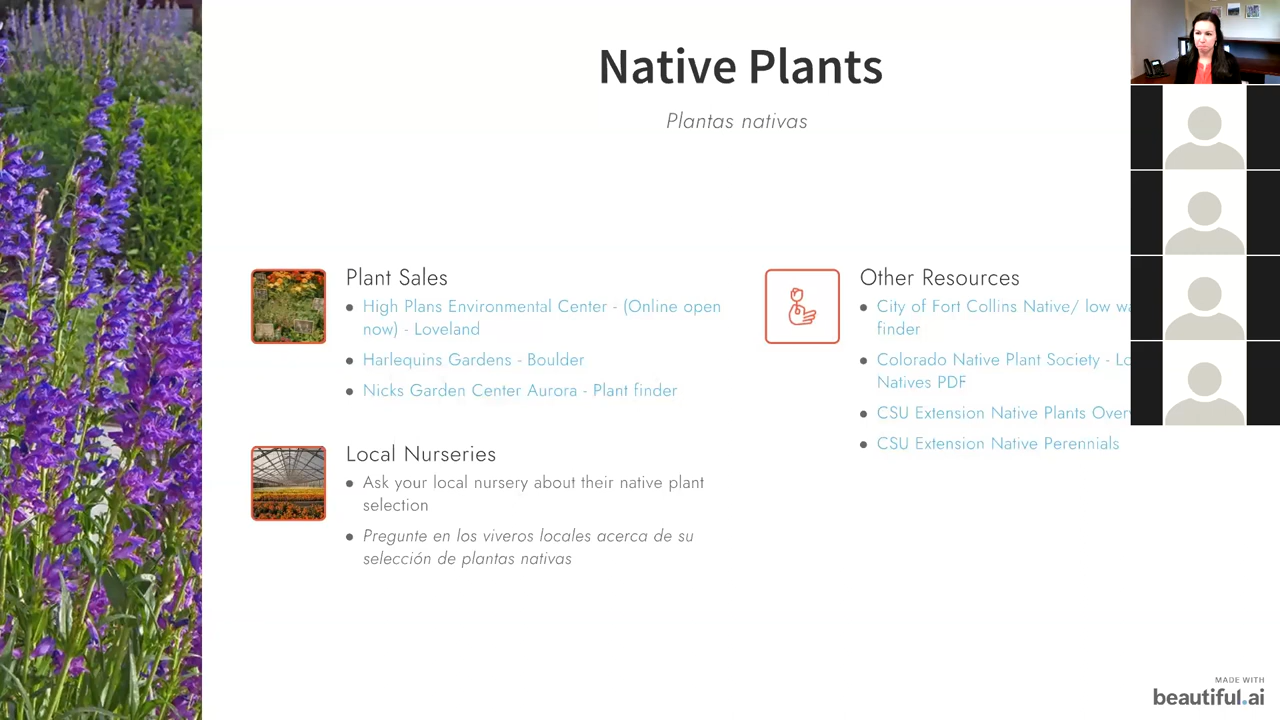 Native Plants
Plantas nativas
Plant Sales
High Plans Environmental Center - (Online open
now) - Loveland
Harlequins Gardens - Boulder
Nicks Garden Center Aurora - Plant finder
Local Nurseries
Ask your local nursery about their native plant
selection
Pregunte en los viveros locales acerca de su
selección de plantas nativas
Other Resources
City of Fort Collins Native/ low
finder
Colorado Native Plant Society -
Natives PDF
CSU Extension Native Plants
CSU Extension Native Perennials
MADE WITH
beautiful.ai